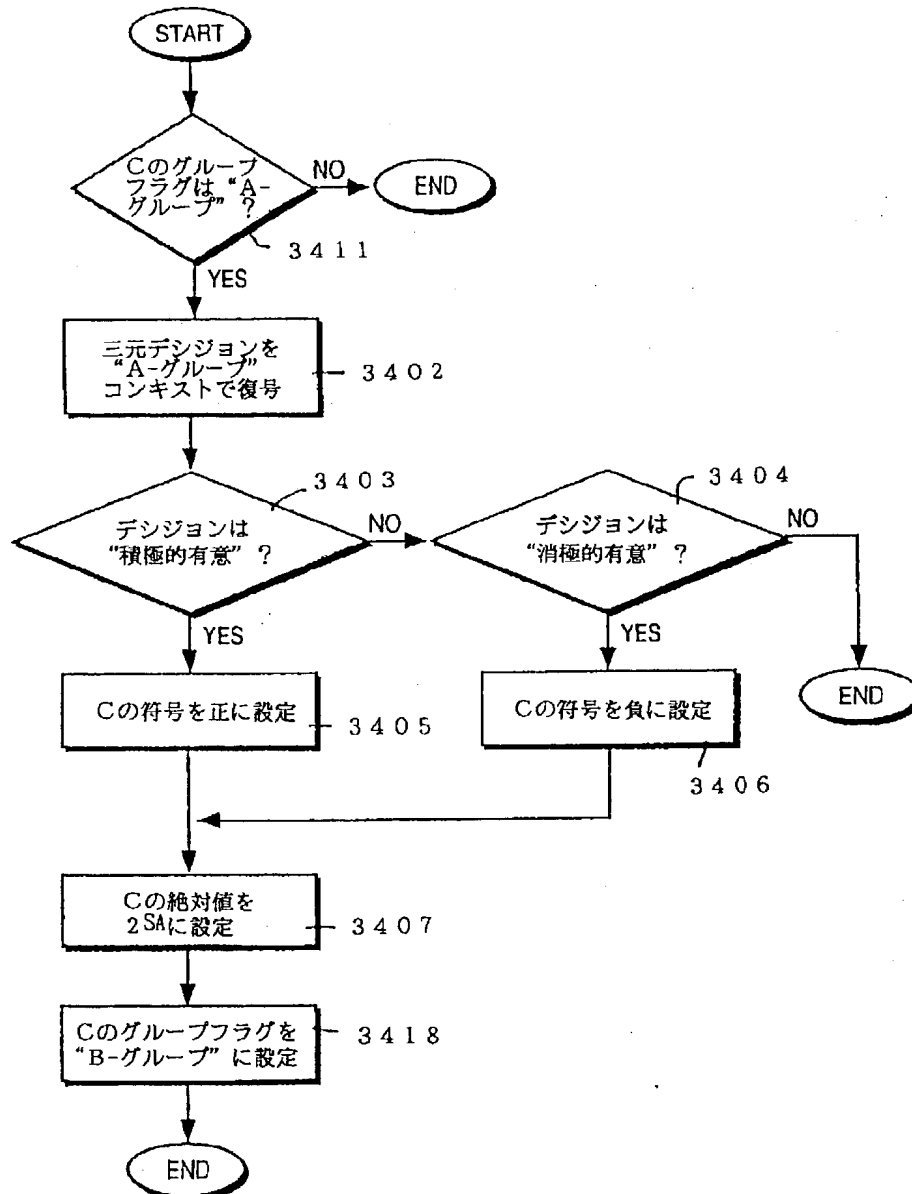 START
Cのグループ
フラグは“A-
グループ”?
NO
END
3411
YES
三元デシジョンを
“A-グループ”
コンキストで復号
3402
3403
デシジョンは
“積極的有意”?
NO
3404
デシジョンは
“消極的有意”?
NO
YES
YES
Cの符号を正に設定
3405
Cの符号を負に設定
3406
END
Cの絶対値を
2SAに設定
3407
Cのグループフラグを
“B-グループ”に設定
3418
END